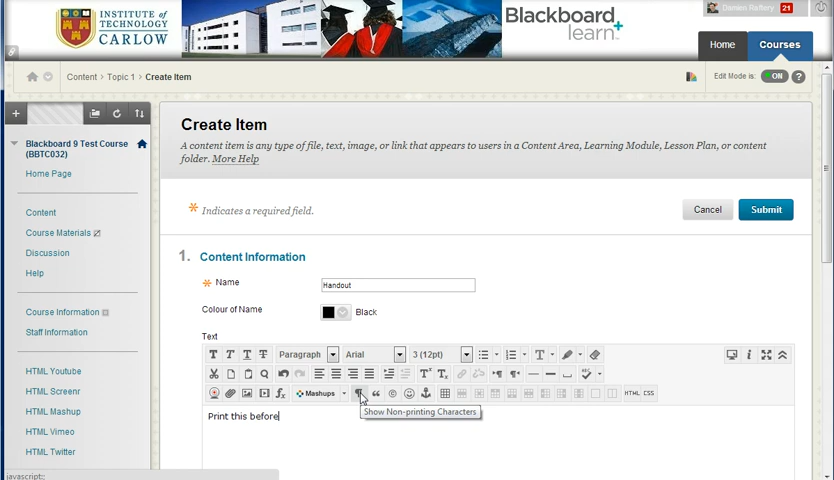 INSTITUTE of
TECHNOLOGY
CARLOW
Blackboard
learn+
Damien Raftery 21
Home Courses
Content > Topic 1 > Create Item
Edit Mode is: ON ?
Blackboard 9 Test Course
(BBTC032)
Home Page
Content
Course Materials
Discussion
Help
Course Information
Staff Information
HTML Youtube
HTML Screenr
HTML Mashup
HTML Vimeo
HTML Twitter
javascript:;
Create Item
A content item is any type of file, text, image, or link that appears to users in a Content Area, Learning Module, Lesson Plan, or content
folder. More Help
* Indicates a required field.
Cancel Submit
1. Content Information
* Name Handout
Colour of Name Black
Text
T T T T Paragraph Arial 3 (12pt) T
Mashups HTML CSS
Show Non-printing Characters
Print this before